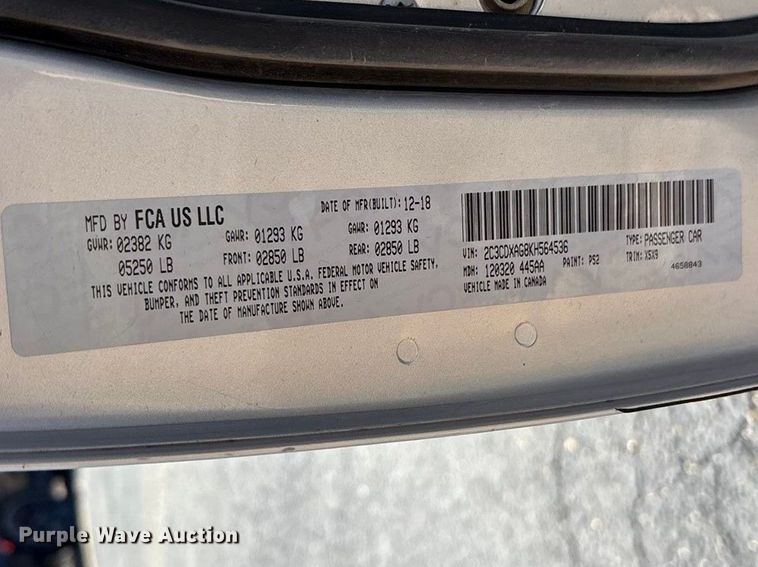 MFD BY FCA US LLC
DATE OF MFR(BUILT): 12-18
GVWR: 02382 KG
GAWR: 01293 KG
GAWR: 01293 KG
05250 LB
FRONT: 02850 LB
REAR: 02850 LB
THIS VEHICLE CONFORMS TO ALL APPLICABLE U.S.A. FEDERAL MOTOR VEHICLE SAFETY,
BUMPER, AND THEFT PREVENTION STANDARDS IN EFFECT ON
THE DATE OF MANUFACTURE SHOWN ABOVE.
VIN: 2C3CDXAG8KH564536
TYPE: PASSENGER CAR
MDH: 120320 445AA
PAINT: PS2
TRIM: X5X9
VEHICLE MADE IN CANADA
4658843
Purple Wave Auction